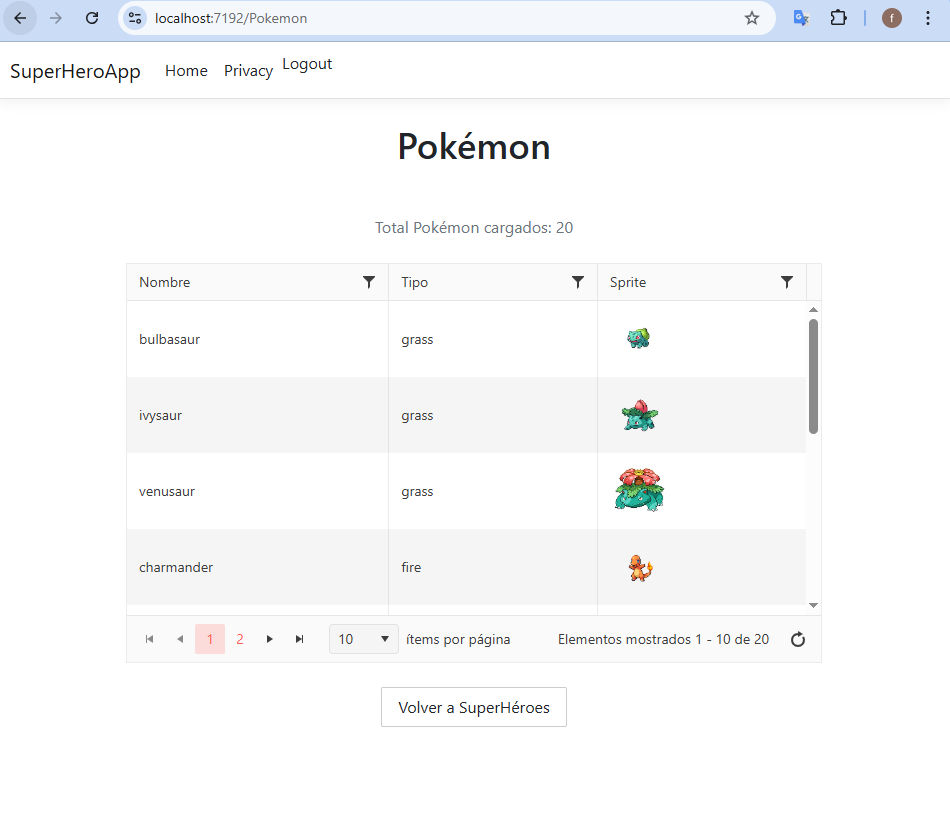 localhost:7192/Pokemon
f
SuperHeroApp Home Privacy Logout
Pokémon
Total Pokémon cargados: 20
Nombre Tipo Sprite
bulbasaur grass
ivysaur grass
venusaur grass
charmander fire
1 2 10 ítems por página Elementos mostrados 1 - 10 de 20
Volver a SuperHéroes